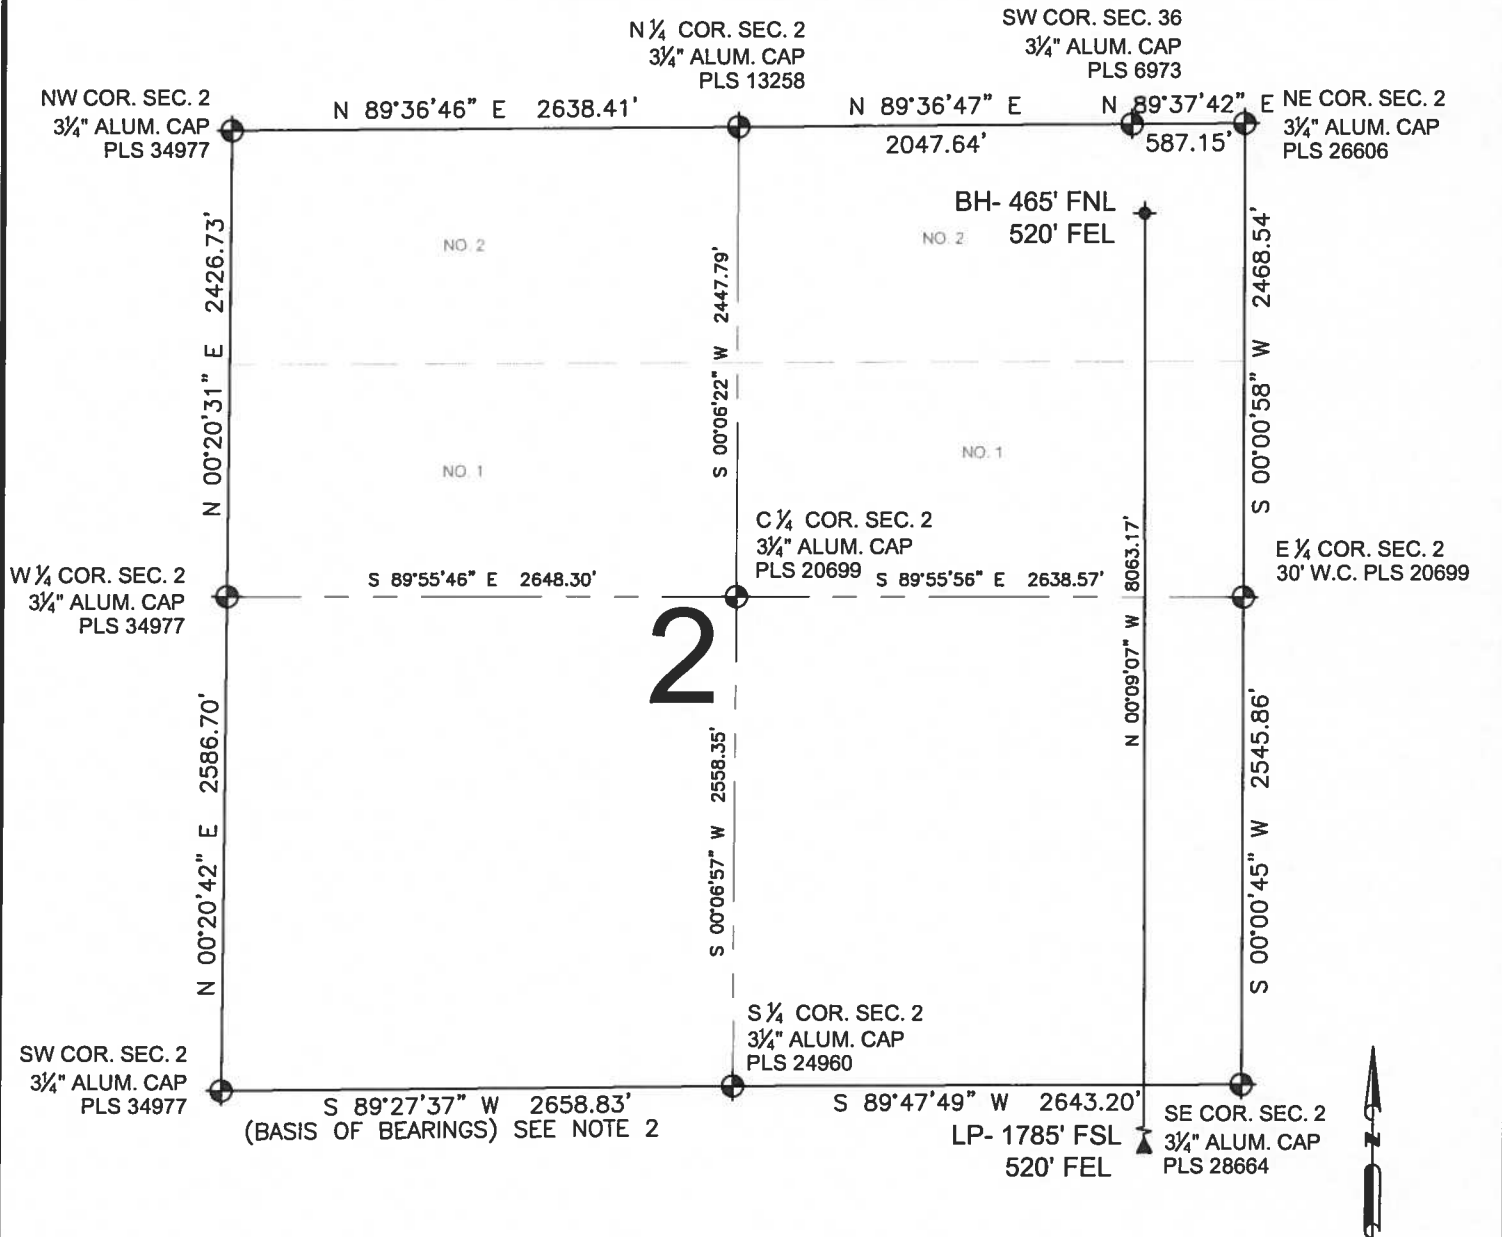 N ¼ COR. SEC. 2
3¼" ALUM. CAP
PLS 13258
SW COR. SEC. 36
3¼" ALUM. CAP
PLS 6973
NW COR. SEC. 2
3¼" ALUM. CAP
PLS 34977
N 89°36'46" E 2638.41'
N 89°36'47" E
2047.64'
N 89°37'42" E
587.15'
NE COR. SEC. 2
3¼" ALUM. CAP
PLS 26606
BH- 465' FNL
520' FEL
NO. 2
NO. 2
N 00°20'31" E 2426.73'
S 00°06'22" W 2447.79'
S 00°00'58" W 2468.54'
NO. 1
NO. 1
C ¼ COR. SEC. 2
3¼" ALUM. CAP
PLS 20699
E ¼ COR. SEC. 2
30' W.C. PLS 20699
W ¼ COR. SEC. 2
3¼" ALUM. CAP
PLS 34977
S 89°55'46" E 2648.30'
S 89°55'56" E 2638.57'
N 00°09'07" W 8063.17'
2
N 00°20'42" E 2586.70'
S 00°06'57" W 2558.35'
S 00°00'45" W 2545.86'
S ¼ COR. SEC. 2
3¼" ALUM. CAP
PLS 24960
SW COR. SEC. 2
3¼" ALUM. CAP
PLS 34977
S 89°27'37" W 2658.83'
(BASIS OF BEARINGS) SEE NOTE 2
S 89°47'49" W 2643.20'
LP- 1785' FSL
520' FEL
SE COR. SEC. 2
3¼" ALUM. CAP
PLS 28664
N